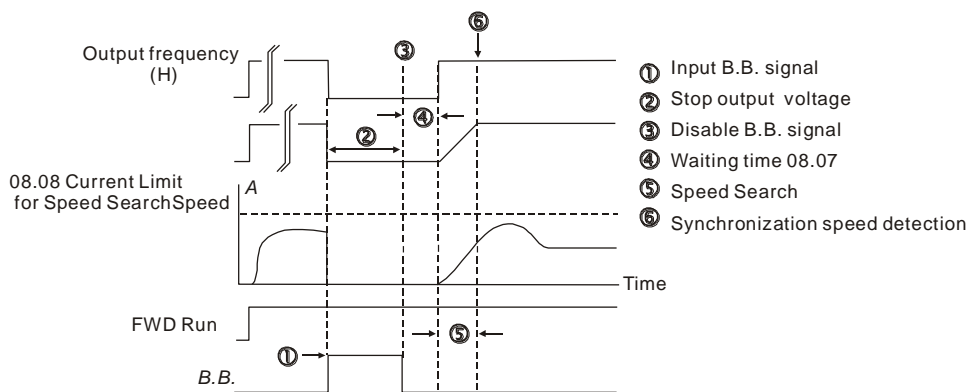 ⑥
Output frequency
(H)
③
④
②
08.08 Current Limit
for Speed SearchSpeed
A
Time
FWD Run
⑤
①
B.B.
① Input B.B. signal
② Stop output voltage
③ Disable B.B. signal
④ Waiting time 08.07
⑤ Speed Search
⑥ Synchronization speed detection